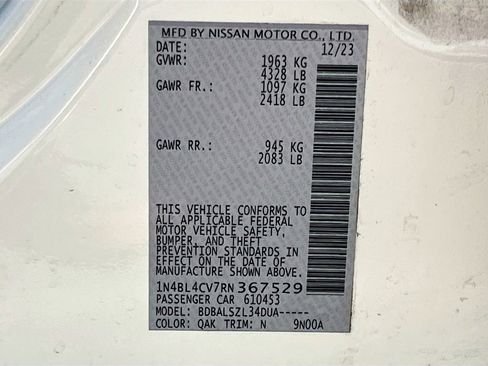 MFD BY NISSAN MOTOR CO., LTD.
DATE: 12/23
GVWR: 1963 KG
4328 LB
GAWR FR.: 1097 KG
2418 LB
GAWR RR.: 945 KG
2083 LB
THIS VEHICLE CONFORMS TO
ALL APPLICABLE FEDERAL
MOTOR VEHICLE SAFETY,
BUMPER, AND THEFT
PREVENTION STANDARDS
IN EFFECT ON THE DATE OF
MANUFACTURE SHOWN ABOVE.
1N4BL4CV7RN367529
PASSENGER CAR 610453
MODEL: BDBALSZL34DUA-----
COLOR: QAK TRIM: N 9N00A